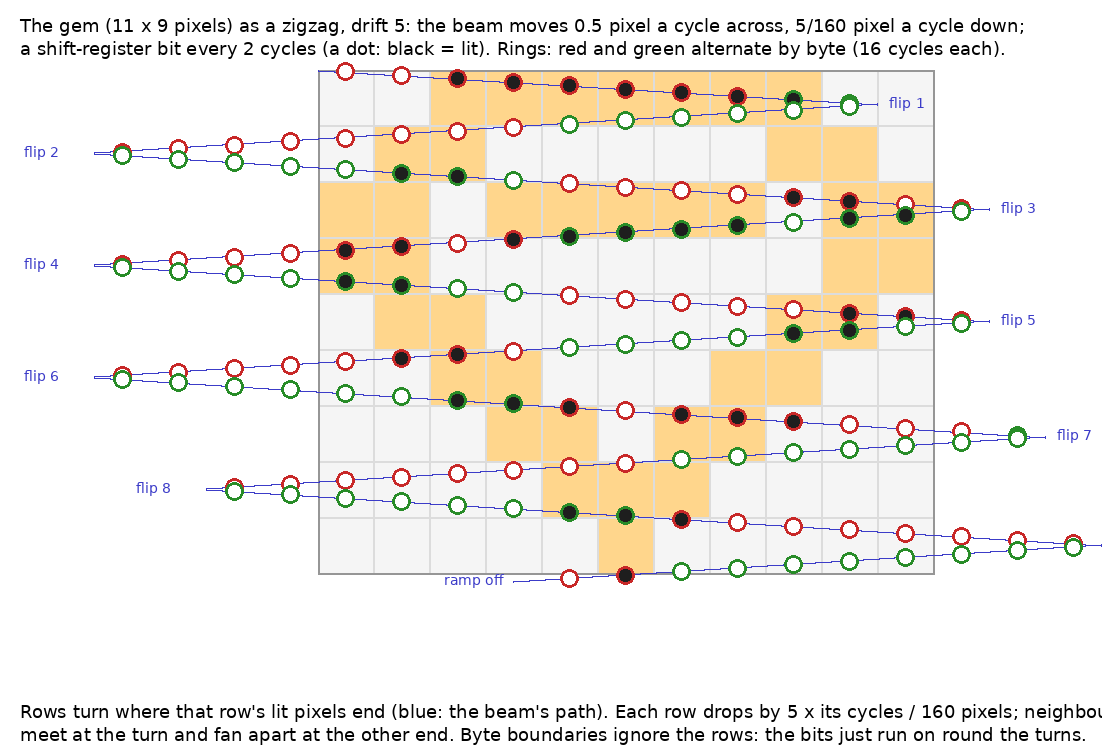 The gem (11 x 9 pixels) as a zigzag, drift 5: the beam moves 0.5 pixel a cycle across, 5/160 pixel a cycle down;
a shift-register bit every 2 cycles (a dot: black = lit). Rings: red and green alternate by byte (16 cycles each).
flip 1
flip 2
flip 3
flip 4
flip 5
flip 6
flip 7
flip 8
ramp off
Rows turn where that row's lit pixels end (blue: the beam's path). Each row drops by 5 x its cycles / 160 pixels; neighbou
meet at the turn and fan apart at the other end. Byte boundaries ignore the rows: the bits just run on round the turns.